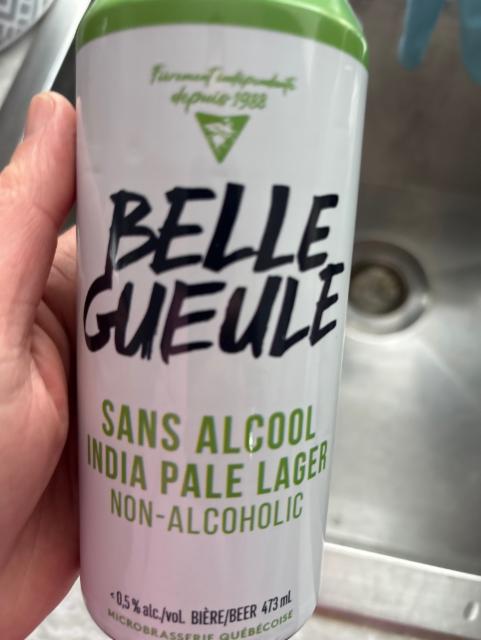 Fièrement indépendants
depuis 1988
BELLE
GUEULE
SANS ALCOOL
INDIA PALE LAGER
NON-ALCOHOLIC
<0,5 % alc./vol. BIÈRE/BEER 473 mL
MICROBRASSERIE QUÉBÉCOISE